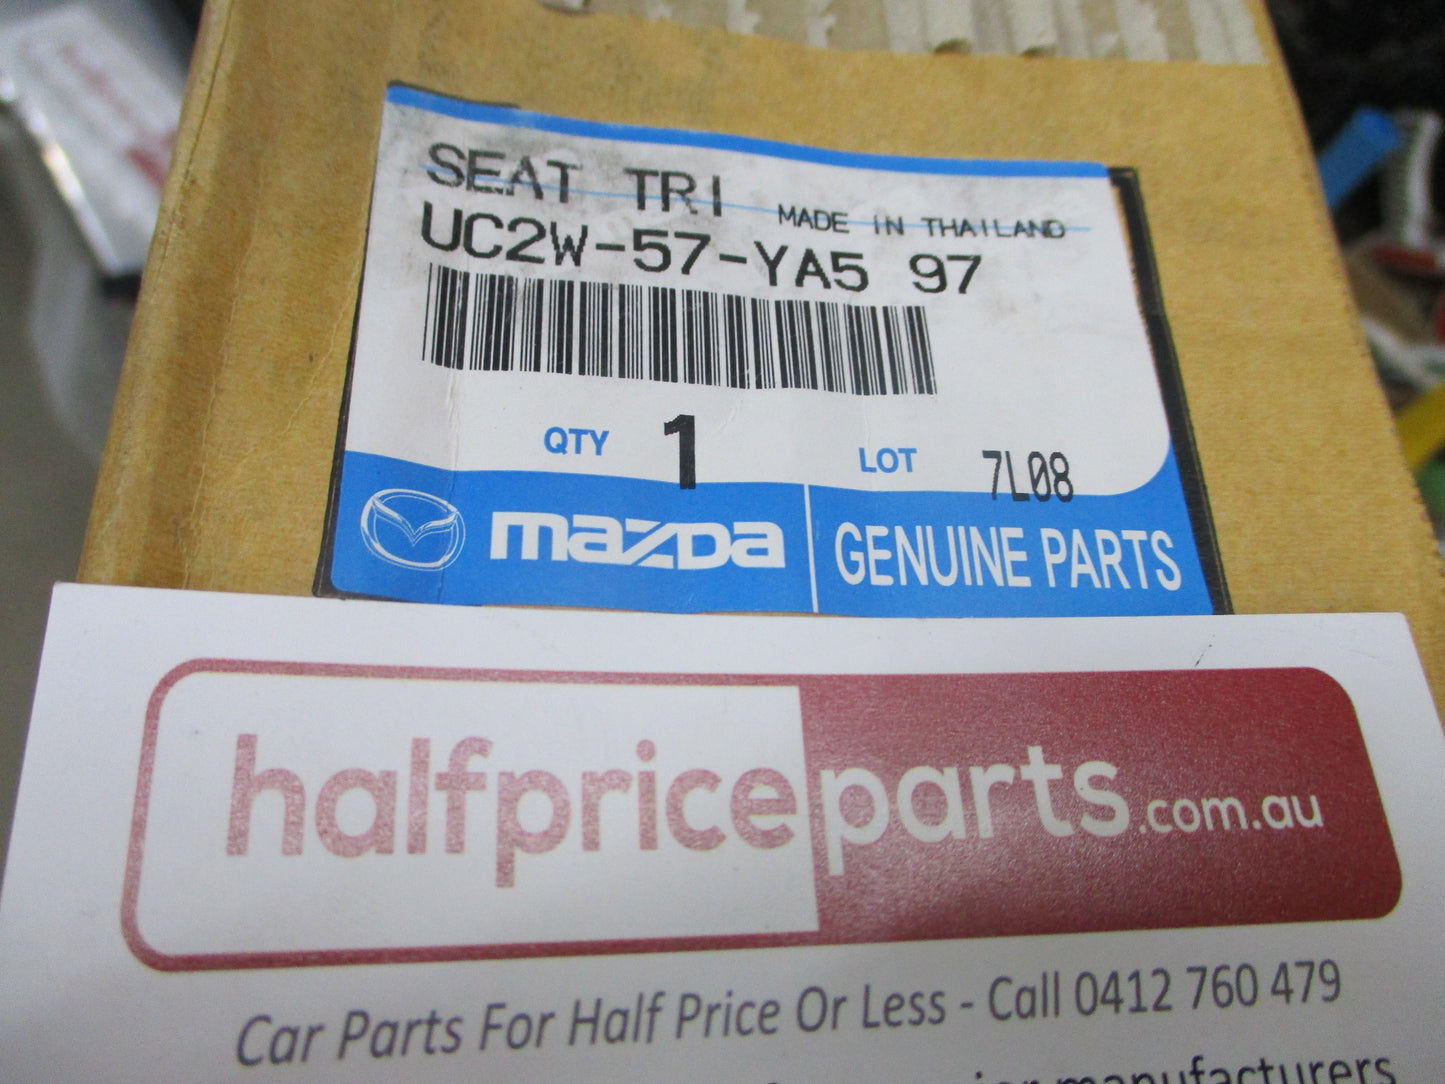 SEAT TRI MADE IN THAILAND
UC2W-57-YA5 97
QTY 1 LOT 7L08
mazda GENUINE PARTS
halfpriceparts.com.au
Car Parts For Half Price Or Less - Call 0412 760 479
manufacturers